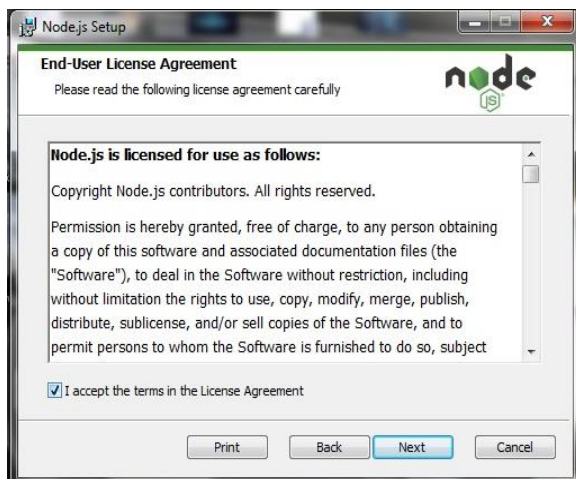 Node.js Setup
End-User License Agreement
Please read the following license agreement carefully
node
JS
Node.js is licensed for use as follows:
Copyright Node.js contributors. All rights reserved.
Permission is hereby granted, free of charge, to any person obtaining
a copy of this software and associated documentation files (the
"Software"), to deal in the Software without restriction, including
without limitation the rights to use, copy, modify, merge, publish,
distribute, sublicense, and/or sell copies of the Software, and to
permit persons to whom the Software is furnished to do so, subject
I accept the terms in the License Agreement
Print Back Next Cancel